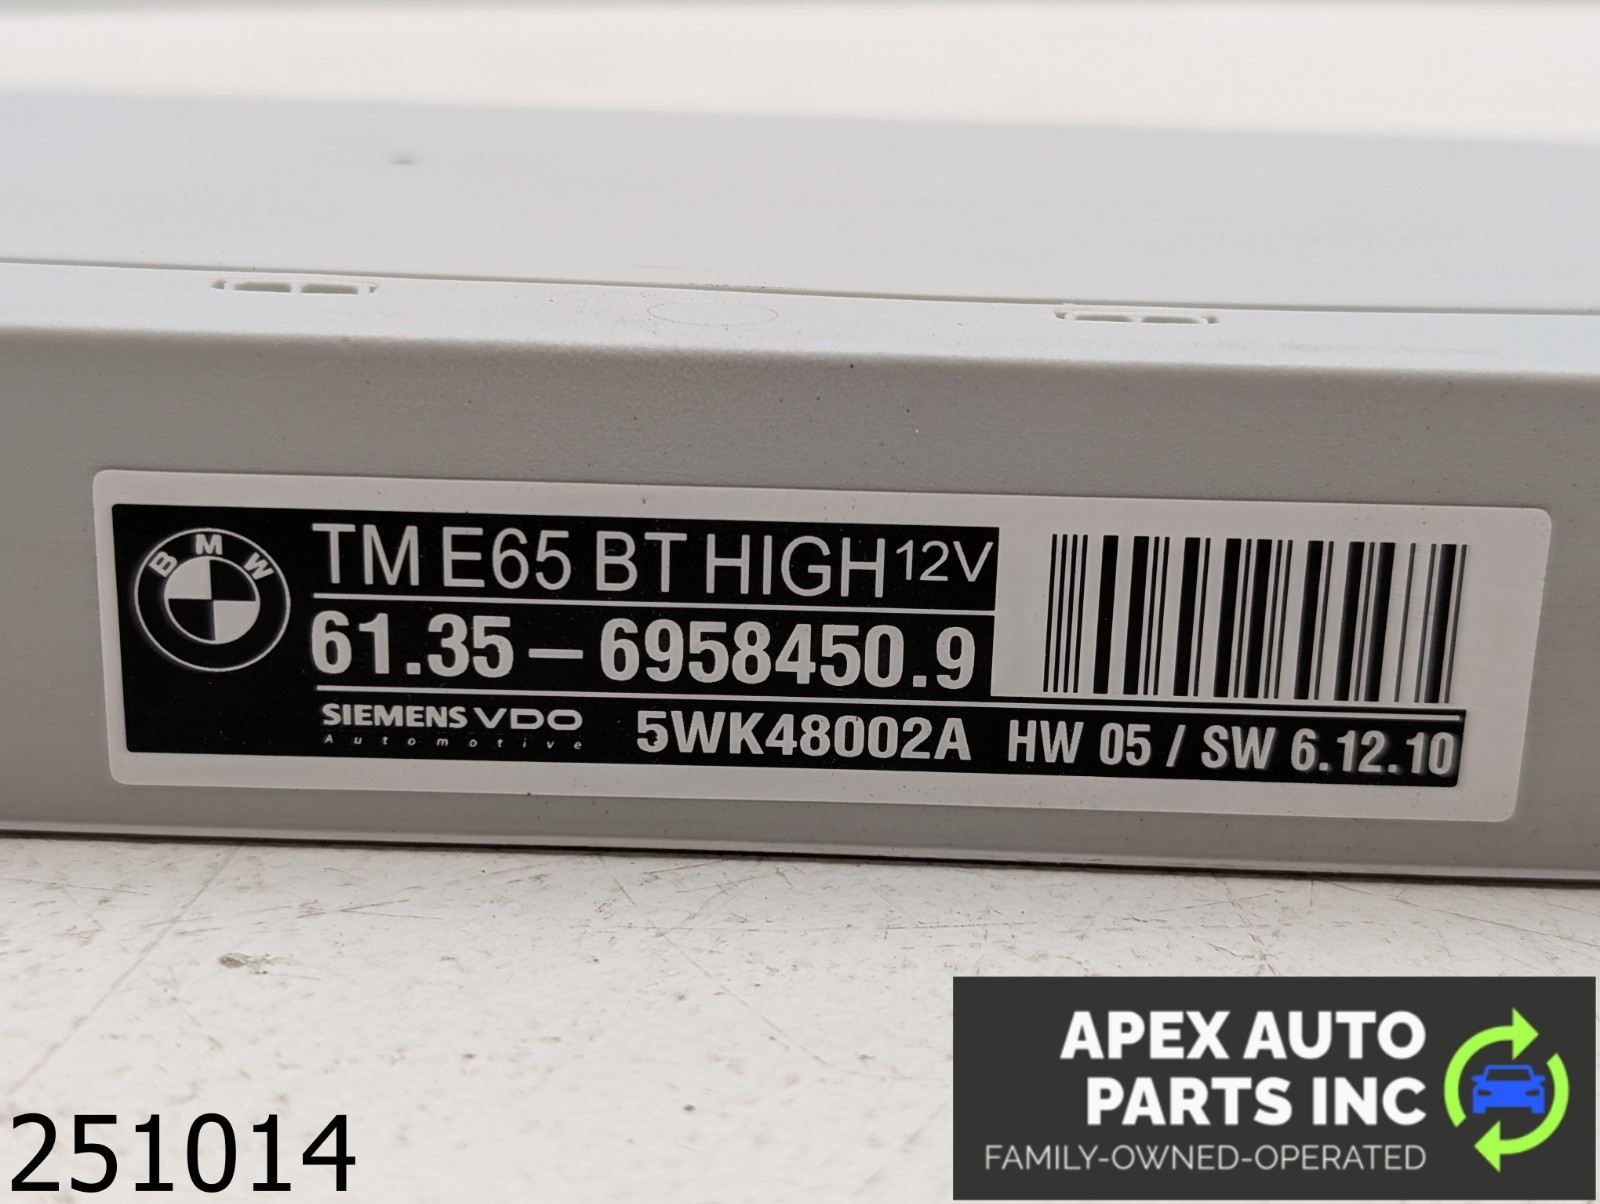 BMW
TM E65 BT HIGH 12V
61.35 – 6958450.9
SIEMENS VDO
Automotive
5WK48002A HW 05 / SW 6.12.10
APEX AUTO
PARTS INC
FAMILY-OWNED-OPERATED
251014